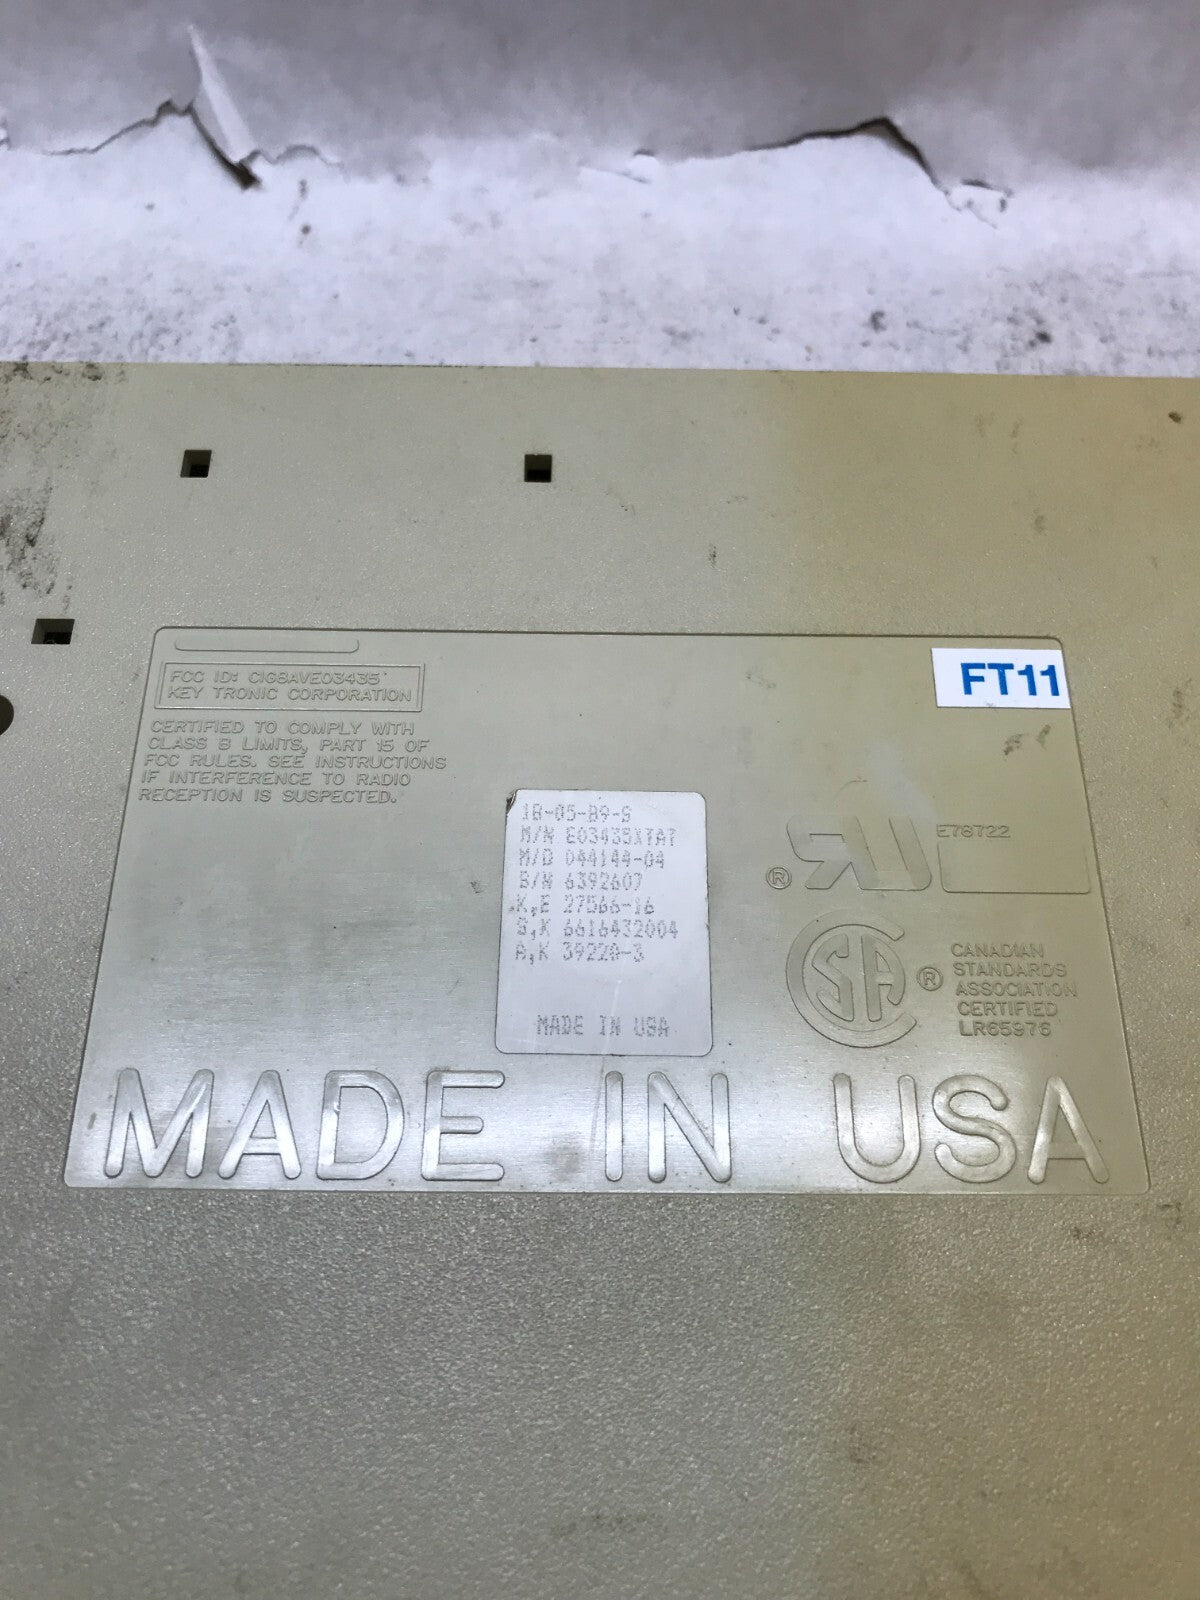 FCC ID: CIG8AVE03435
KEY TRONIC CORPORATION
CERTIFIED TO COMPLY WITH
CLASS B LIMITS, PART 15 OF
FCC RULES. SEE INSTRUCTIONS
IF INTERFERENCE TO RADIO
RECEPTION IS SUSPECTED.
FT11
18-05-89-S
M/N E03435XTAT
M/D 044144-04
S/N 6392607
K,E 27566-16
S,K 6616432004
A,K 39220-3
MADE IN USA
E78722
®
CSA ®
CANADIAN
STANDARDS
ASSOCIATION
CERTIFIED
LR65976
MADE IN USA